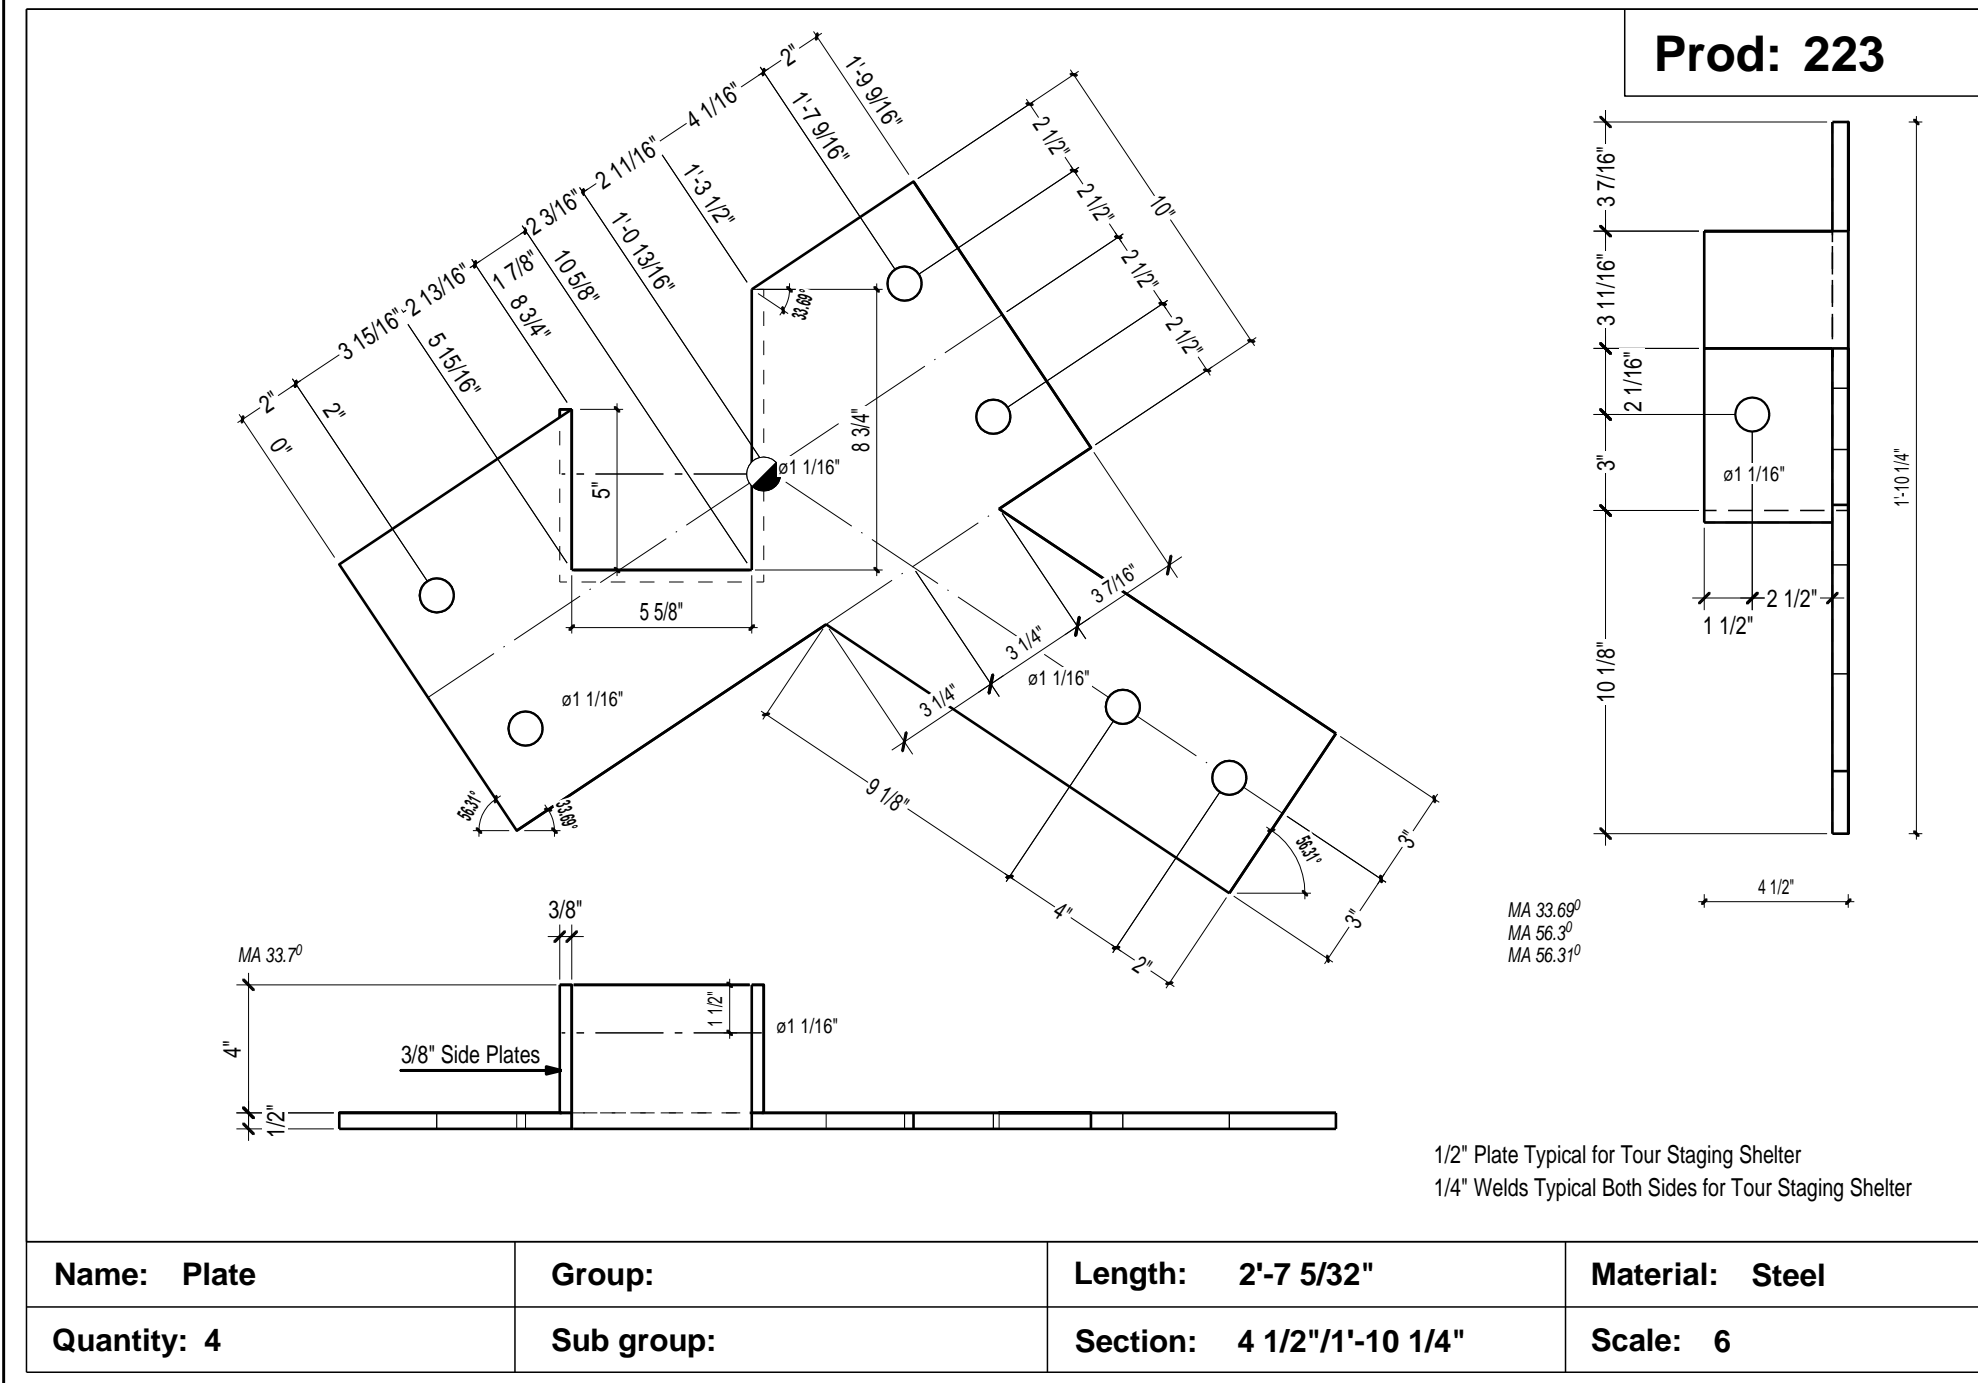 Prod: 223
2"
4 1/16"
2 11/16"
2 3/16"
1 7/8"
2 13/16"
3 15/16"
2"
0"
2"
5 15/16"
8 3/4"
10 5/8"
1'-0 13/16"
1'-3 1/2"
1'-7 9/16"
1'-9 9/16"
2 1/2"
2 1/2"
2 1/2"
2 1/2"
10"
33.69°
8 3/4"
5"
ø1 1/16"
5 5/8"
ø1 1/16"
56.31°
33.69°
3 7/16"
3 1/4"
3 1/4"
ø1 1/16"
9 1/8"
4"
2"
3"
3"
56.31°
3 7/16"
3 11/16"
2 1/16"
3"
10 1/8"
ø1 1/16"
2 1/2"
1 1/2"
1'-10 1/4"
4 1/2"
MA 33.69⁰
MA 56.3⁰
MA 56.31⁰
MA 33.7⁰
3/8"
4"
1/2"
1 1/2"
ø1 1/16"
3/8" Side Plates
1/2" Plate Typical for Tour Staging Shelter
1/4" Welds Typical Both Sides for Tour Staging Shelter
Name: Plate
Group:
Length: 2'-7 5/32"
Material: Steel
Quantity: 4
Sub group:
Section: 4 1/2"/1'-10 1/4"
Scale: 6